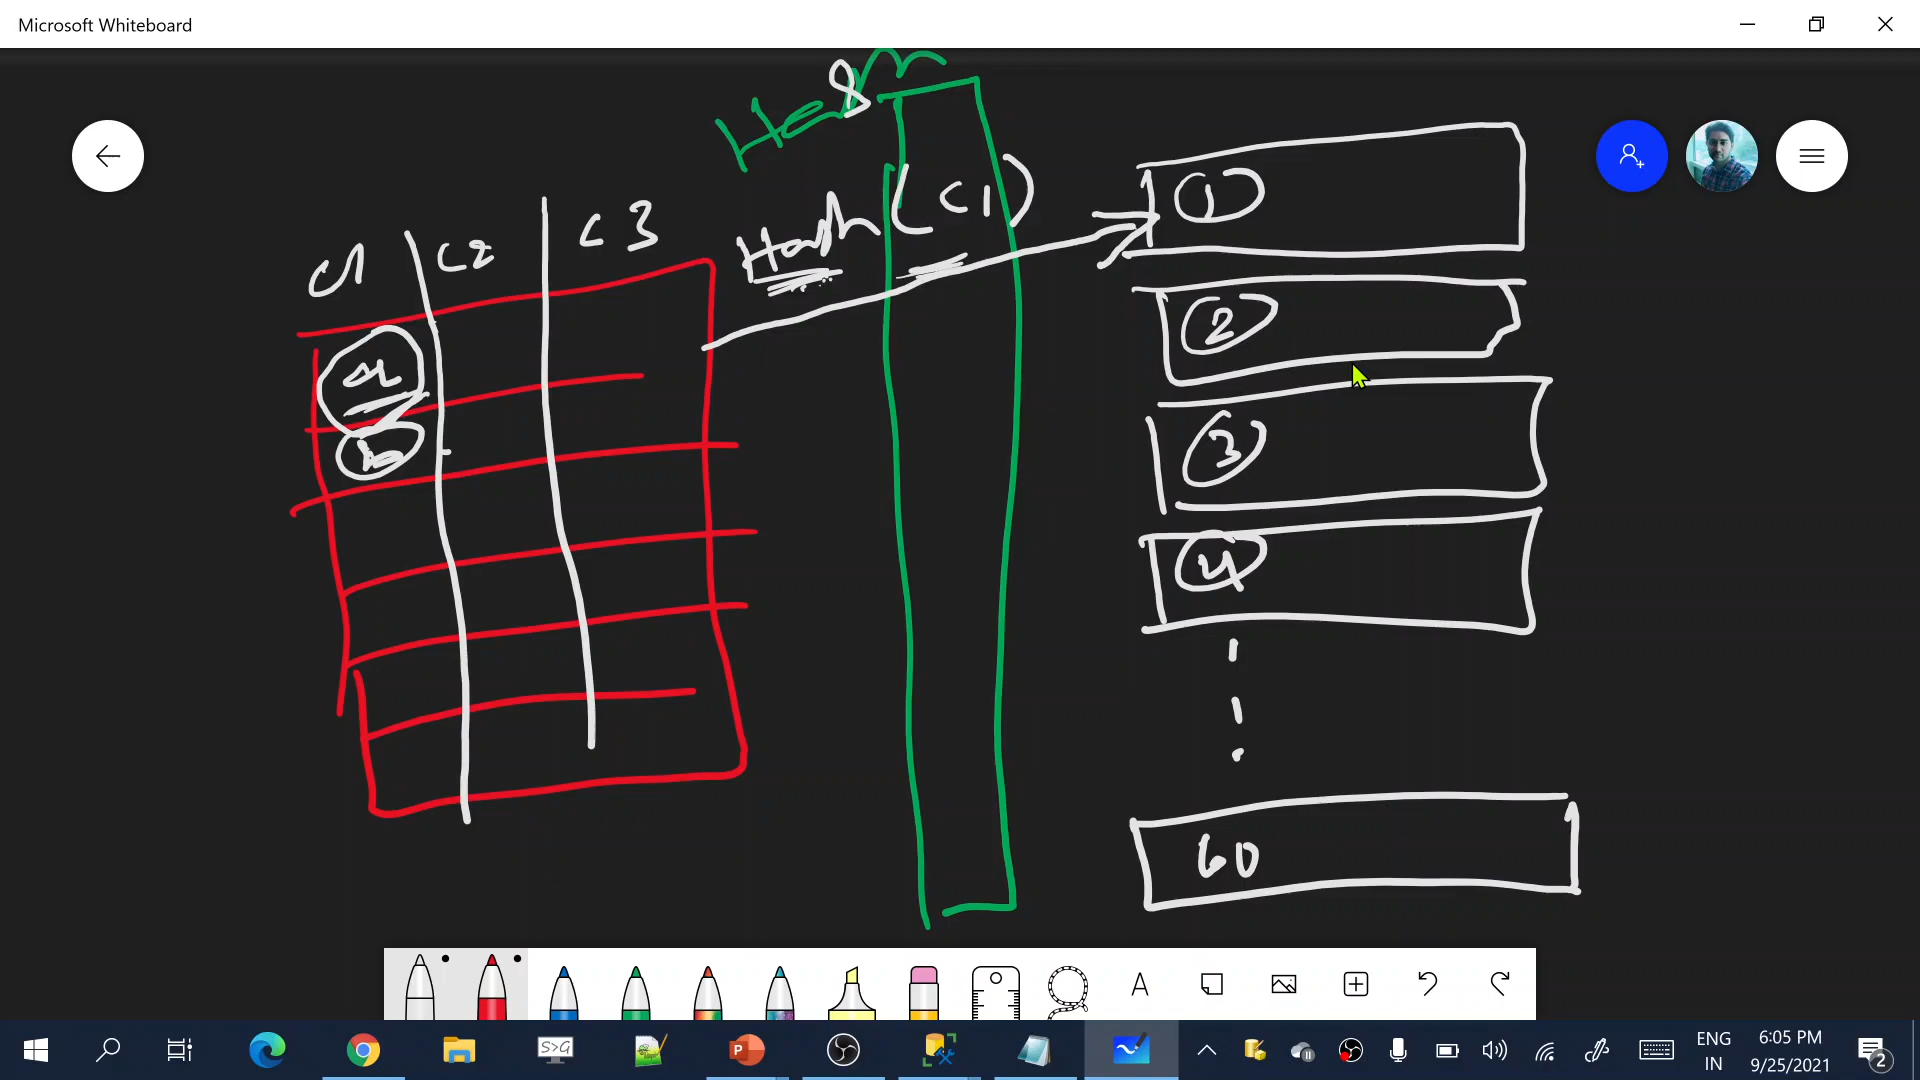 Microsoft Whiteboard
Hash
C1
C2
C3
Hash (C1)
a
b
1
2
3
4
60
A
S>G
P
ENG
IN
6:05 PM
9/25/2021
2